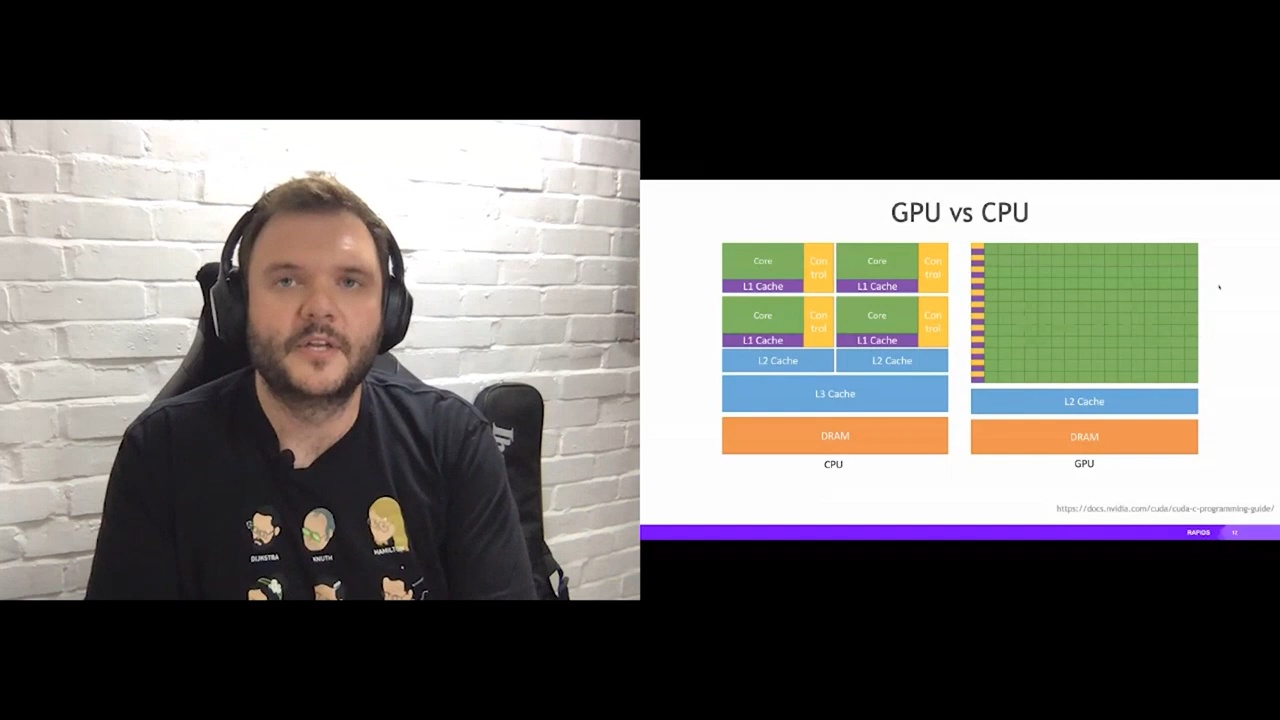 DIJKSTRA
KNUTH
HAMILTON
GPU vs CPU
Core
Con
trol
L1 Cache
Core
Con
trol
L1 Cache
Core
Con
trol
L1 Cache
Core
Con
trol
L1 Cache
L2 Cache
L2 Cache
L3 Cache
DRAM
CPU
L2 Cache
DRAM
GPU
https://docs.nvidia.com/cuda/cuda-c-programming-guide/
RAPIDS
12